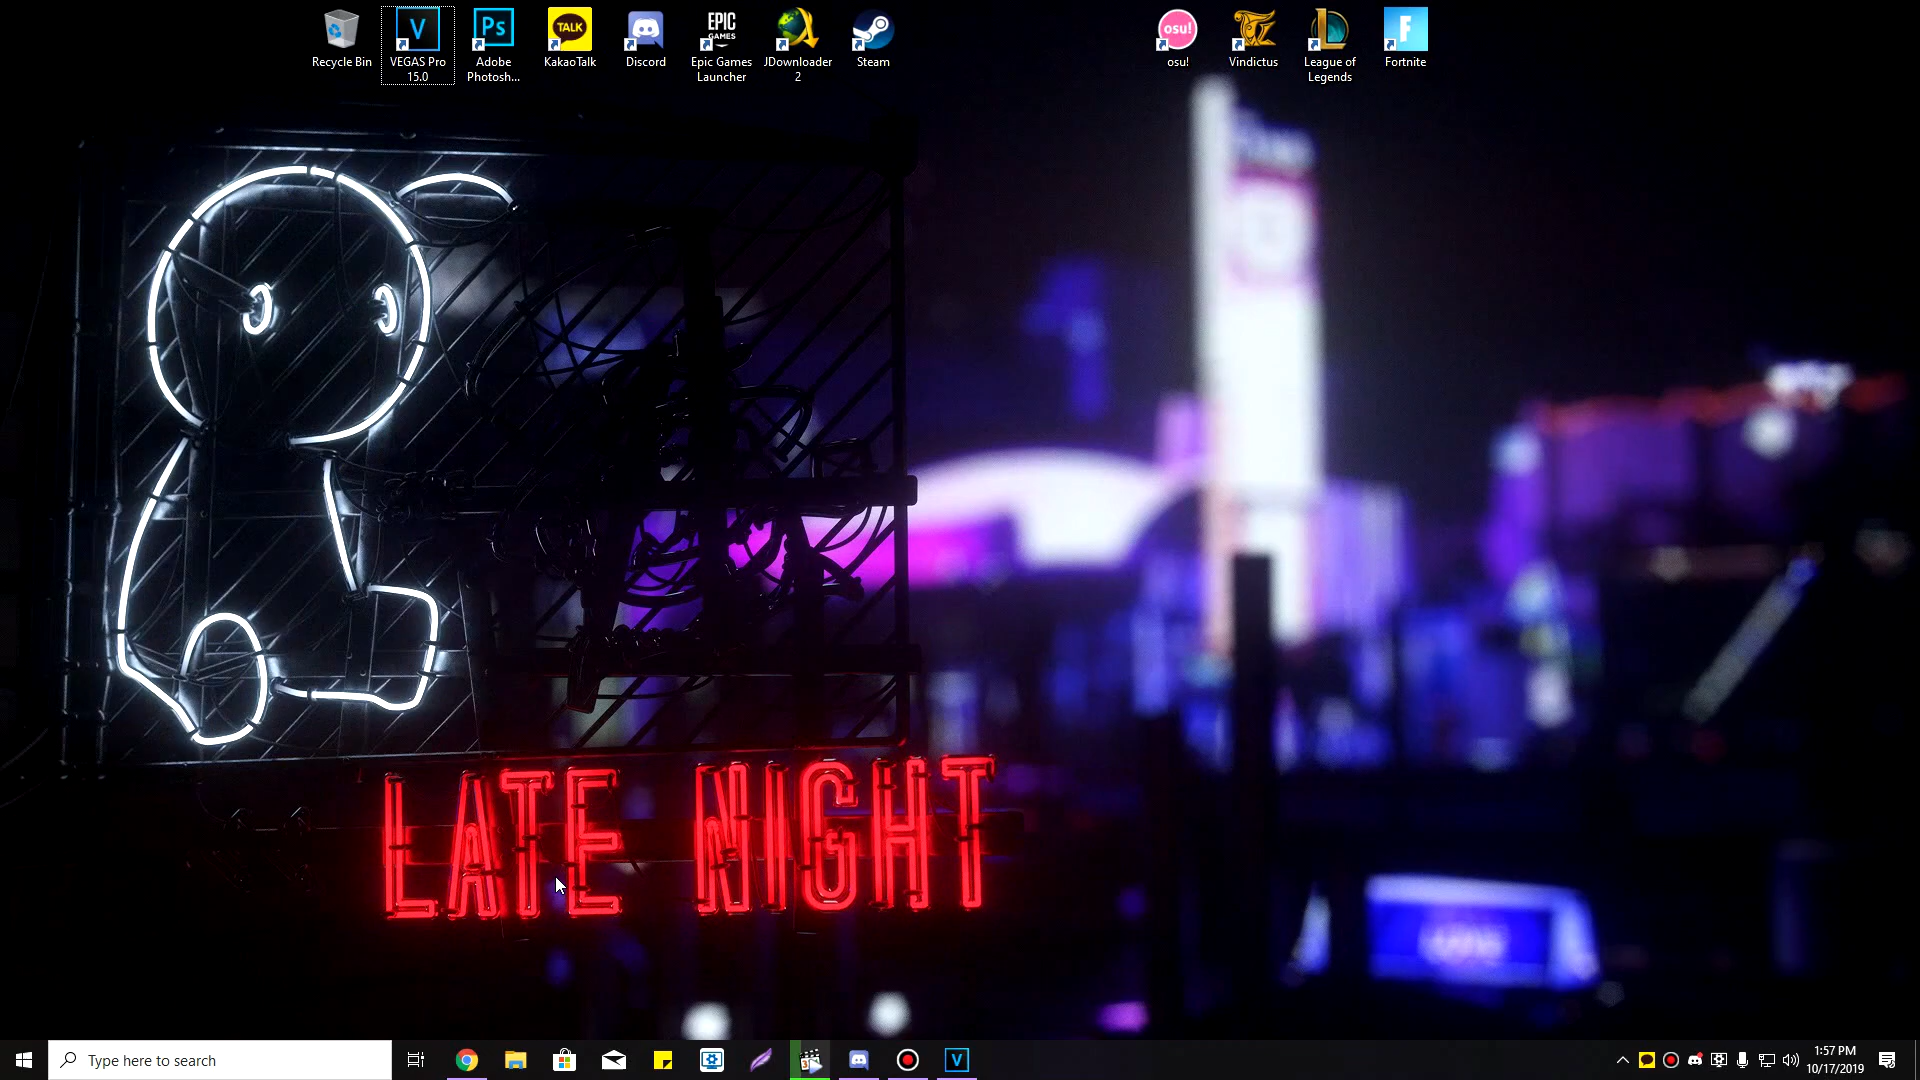 Recycle Bin
VEGAS Pro
15.0
Ps
Adobe
Photosh...
TALK
KakaoTalk
Discord
EPIC
GAMES
Epic Games
Launcher
JDownloader
2
Steam
osu!
osu!
Vindictus
League of
Legends
F
Fortnite
V
LATE NIGHT
Type here to search
V
1:57 PM
10/17/2019